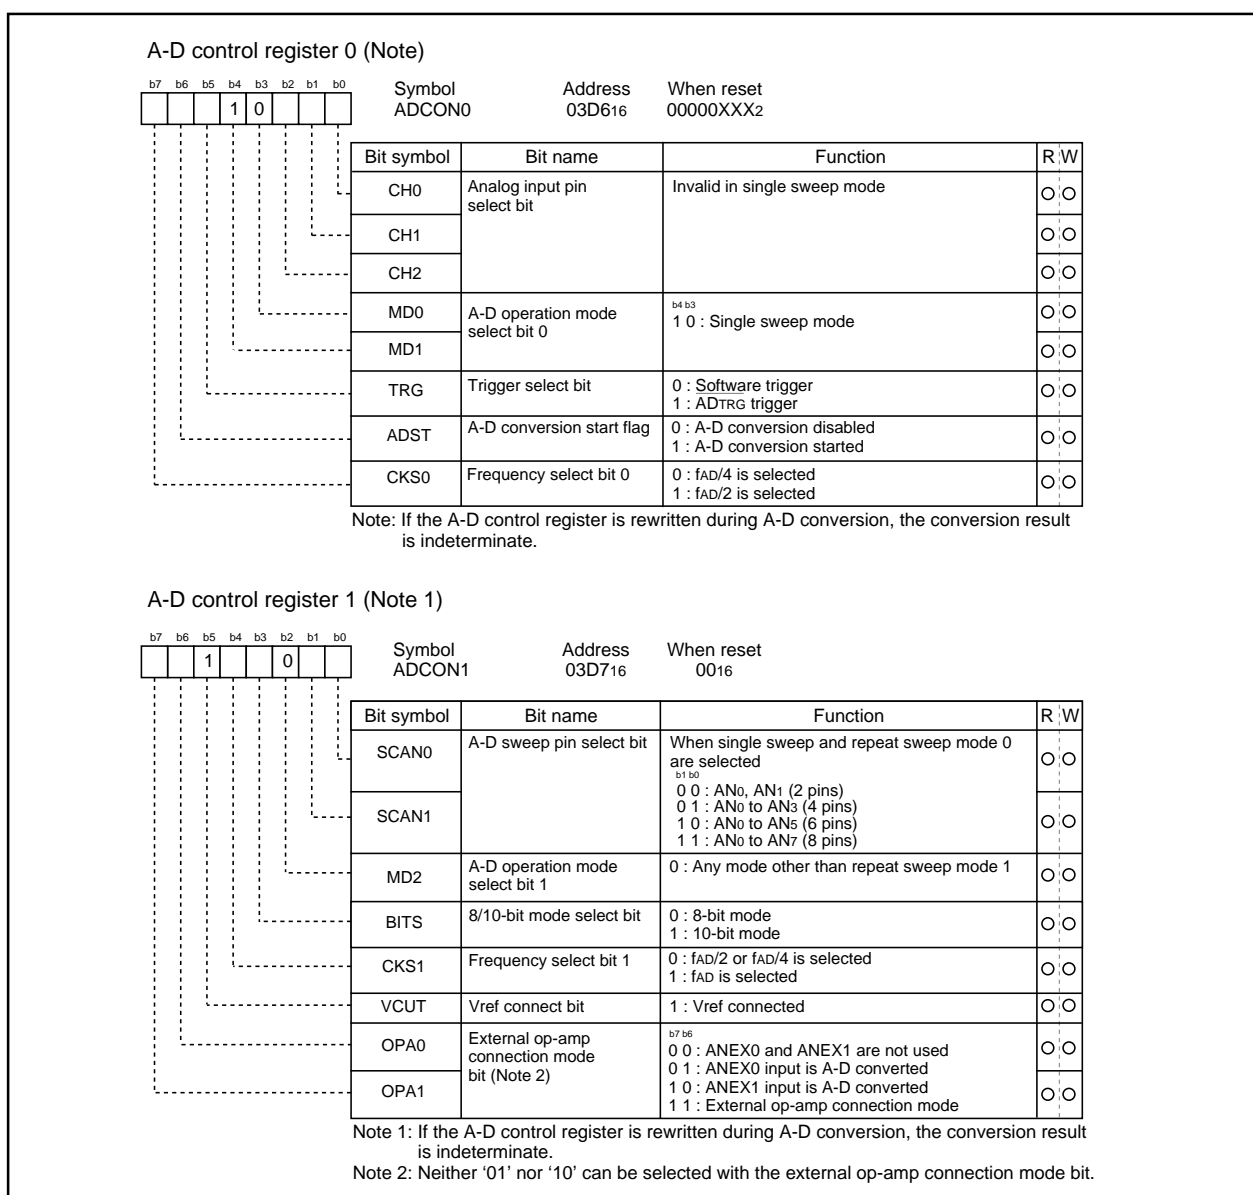 A-D control register 0 (Note)
b7 b6 b5 b4 b3 b2 b1 b0
1 0
Symbol Address When reset
ADCON0 03D616 00000XXX2
Bit symbol Bit name Function R W
CH0 Analog input pin select bit Invalid in single sweep mode
CH1
CH2
MD0 A-D operation mode select bit 0 b4 b3
1 0 : Single sweep mode
MD1
TRG Trigger select bit 0 : Software trigger
1 : ADTRG trigger
ADST A-D conversion start flag 0 : A-D conversion disabled
1 : A-D conversion started
CKS0 Frequency select bit 0 0 : fAD/4 is selected
1 : fAD/2 is selected
Note: If the A-D control register is rewritten during A-D conversion, the conversion result
is indeterminate.
A-D control register 1 (Note 1)
b7 b6 b5 b4 b3 b2 b1 b0
1 0
Symbol Address When reset
ADCON1 03D716 0016
Bit symbol Bit name Function R W
SCAN0 A-D sweep pin select bit When single sweep and repeat sweep mode 0
are selected
b1 b0
0 0 : AN0, AN1 (2 pins)
0 1 : AN0 to AN3 (4 pins)
SCAN1 1 0 : AN0 to AN5 (6 pins)
1 1 : AN0 to AN7 (8 pins)
MD2 A-D operation mode select bit 1 0 : Any mode other than repeat sweep mode 1
BITS 8/10-bit mode select bit 0 : 8-bit mode
1 : 10-bit mode
CKS1 Frequency select bit 1 0 : fAD/2 or fAD/4 is selected
1 : fAD is selected
VCUT Vref connect bit 1 : Vref connected
OPA0 External op-amp connection mode bit (Note 2) b7 b6
0 0 : ANEX0 and ANEX1 are not used
0 1 : ANEX0 input is A-D converted
OPA1 1 0 : ANEX1 input is A-D converted
1 1 : External op-amp connection mode
Note 1: If the A-D control register is rewritten during A-D conversion, the conversion result
is indeterminate.
Note 2: Neither ‘01’ nor ‘10’ can be selected with the external op-amp connection mode bit.